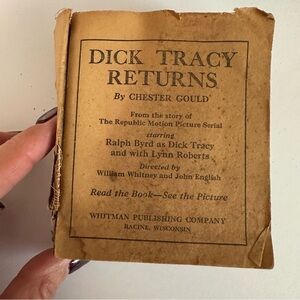 DICK TRACY
RETURNS
By CHESTER GOULD
From the story of
The Republic Motion Picture Serial
starring
Ralph Byrd as Dick Tracy
and with Lynn Roberts
Directed by
William Whitney and John English
Read the Book—See the Picture
WHITMAN PUBLISHING COMPANY
RACINE, WISCONSIN